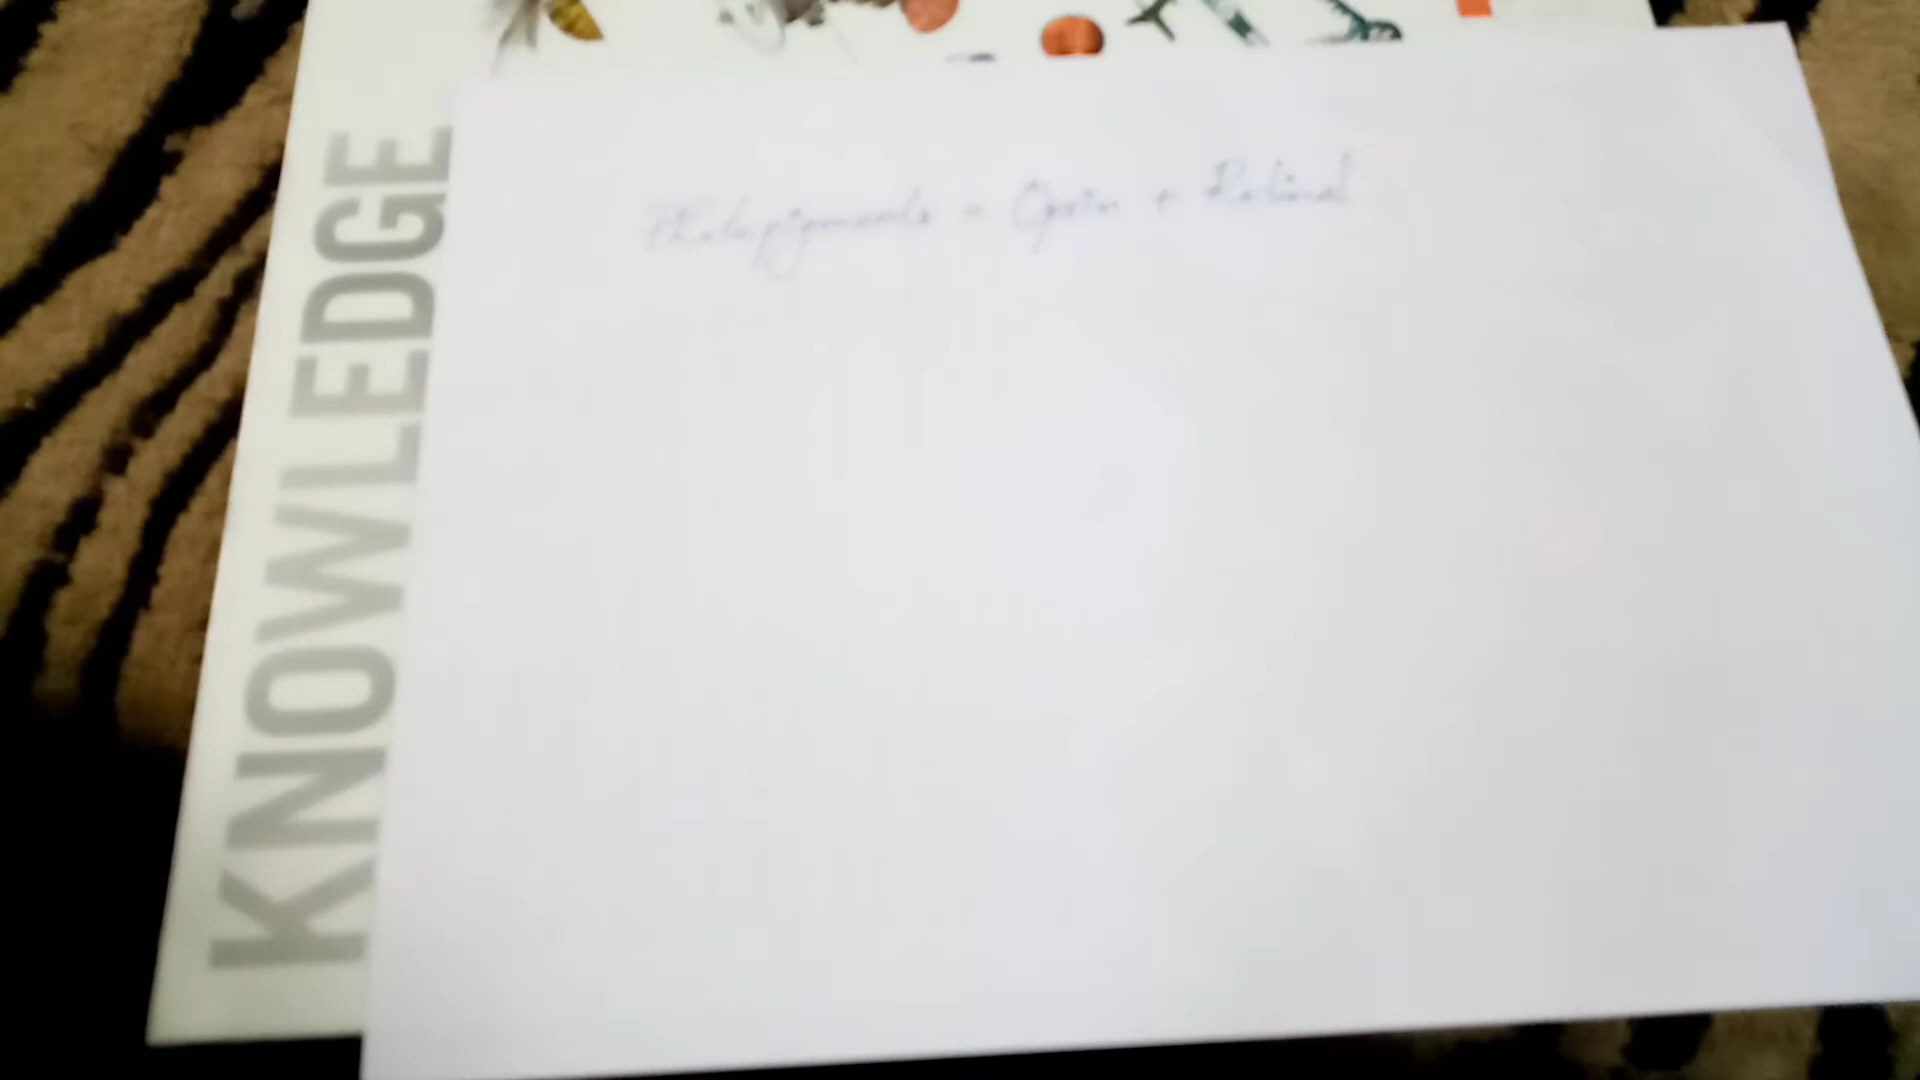 KNOWLEDGE
Photopigments = Opsin + Retinal